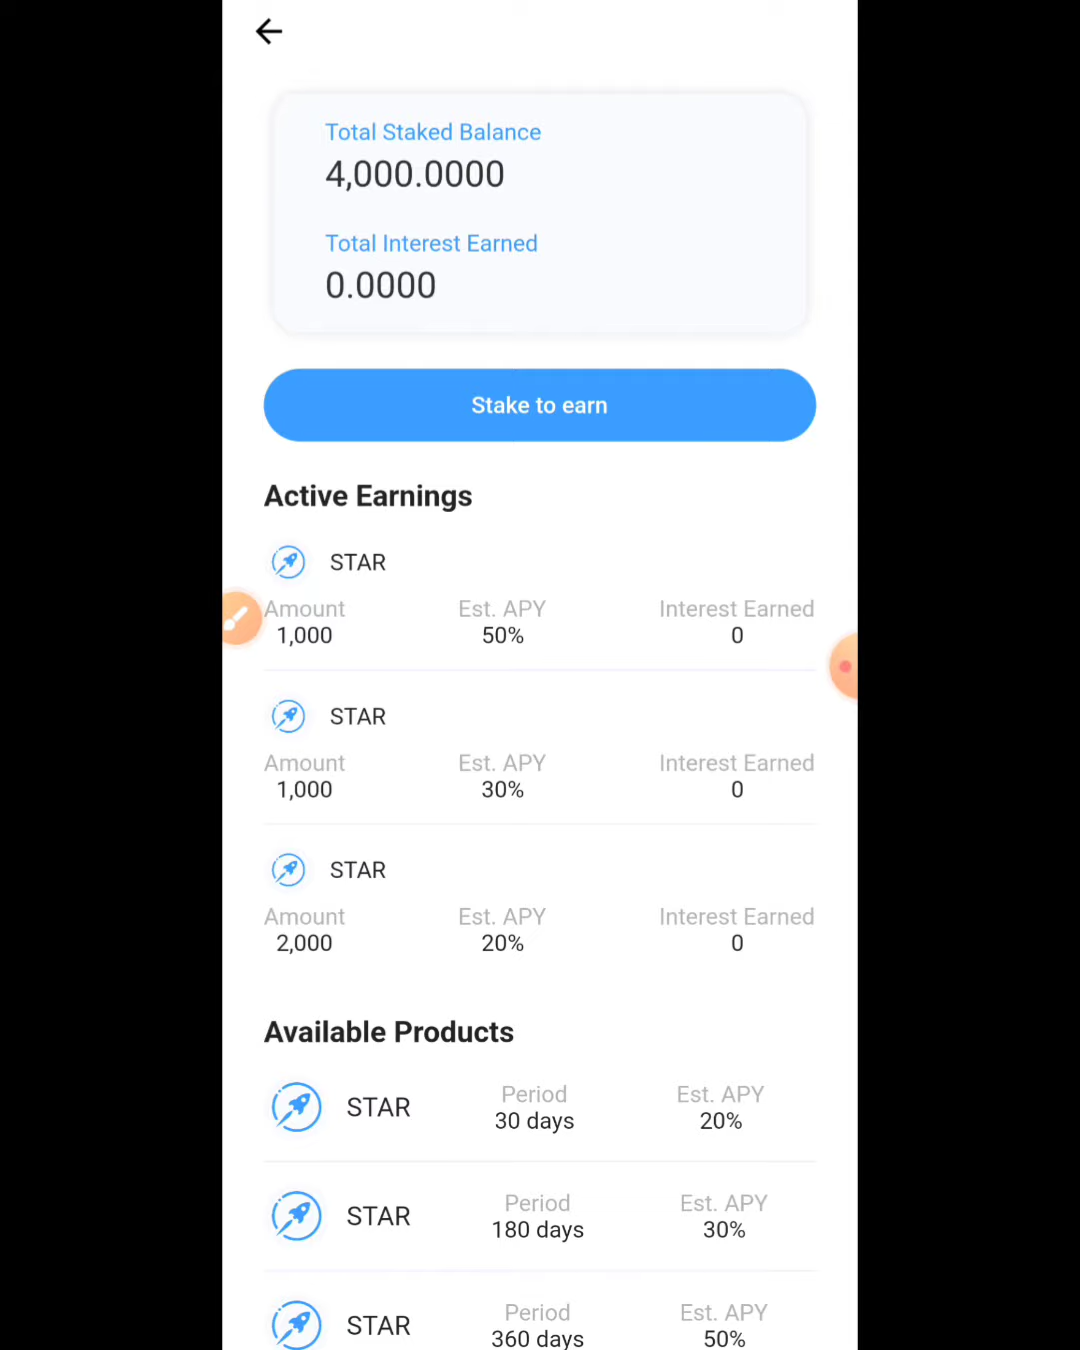 Total Staked Balance
4,000.0000
Total Interest Earned
0.0000
Stake to earn
Active Earnings
STAR
Amount Est. APY Interest Earned
1,000 50% 0
STAR
Amount Est. APY Interest Earned
1,000 30% 0
STAR
Amount Est. APY Interest Earned
2,000 20% 0
Available Products
STAR
Period Est. APY
30 days 20%
STAR
Period Est. APY
180 days 30%
STAR
Period Est. APY
360 days 50%